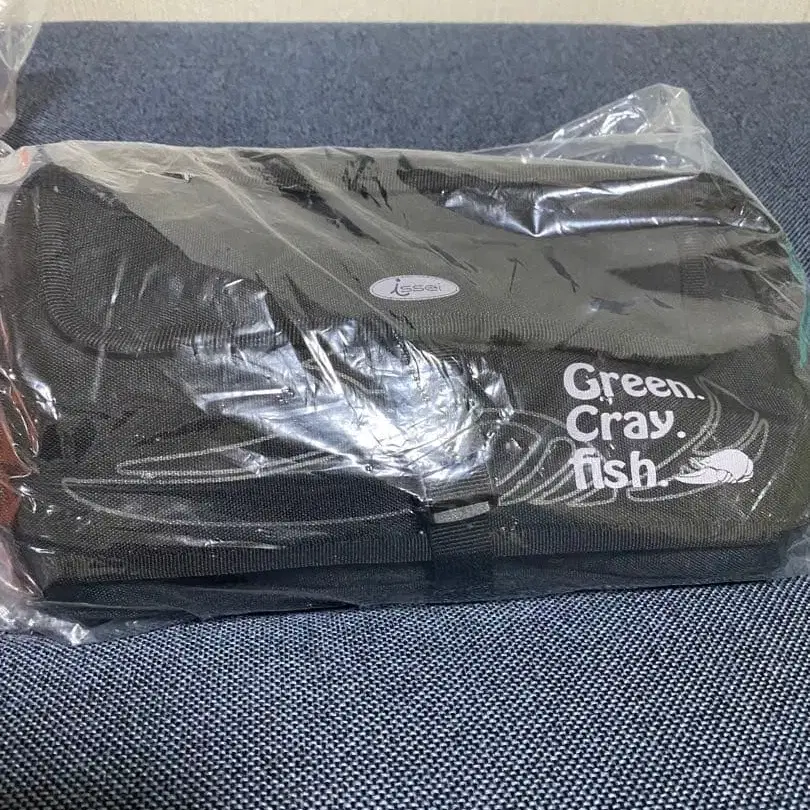 issei
Green.
Cray.
fish.